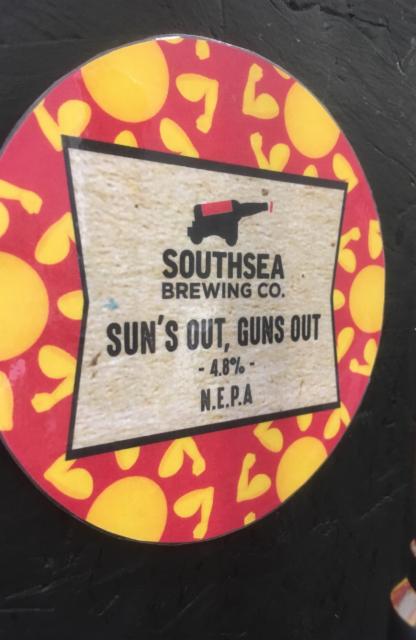 SOUTHSEA
BREWING CO.
SUN'S OUT, GUNS OUT
- 4.8% -
N.E.P.A